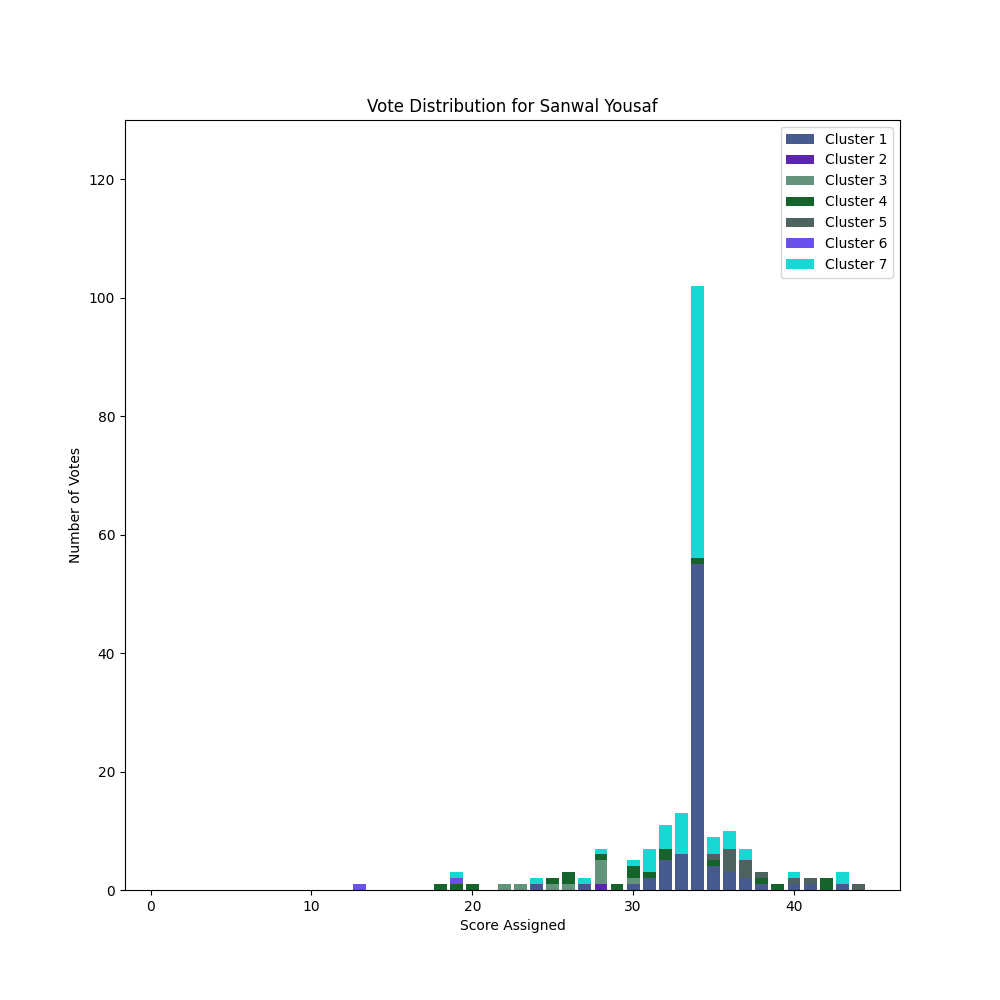 Vote Distribution for Sanwal Yousaf
Cluster 1
Cluster 2
Cluster 3
Cluster 4
Cluster 5
Cluster 6
Cluster 7
120
100
80
60
40
20
0
Number of Votes
0 10 20 30 40
Score Assigned